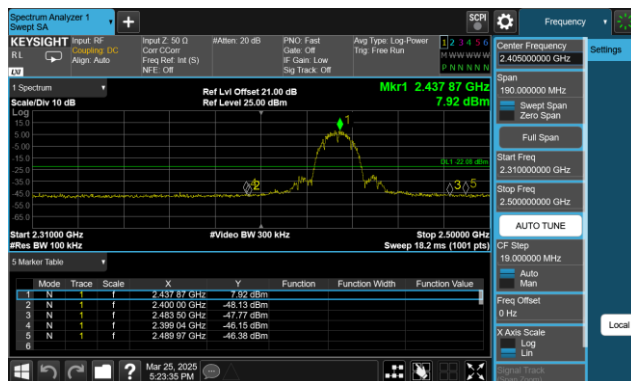 Spectrum Analyzer 1
Swept SA
+
SCPI
Frequency
KEYSIGHT
RL
Input: RF
Coupling: DC
Align: Auto
Input Z: 50 Ω
Corr CCorr
Freq Ref: Int (S)
NFE: Off
#Atten: 20 dB
PNO: Fast
Gate: Off
IF Gain: Low
Sig Track: Off
Avg Type: Log-Power
Trig: Free Run
1 2 3 4 5 6
M W W W W W
P N N N N N
LXI
Center Frequency
2.405000000 GHz
Settings
Span
190.000000 MHz
Swept Span
Zero Span
Full Span
Start Freq
2.310000000 GHz
Stop Freq
2.500000000 GHz
AUTO TUNE
CF Step
19.000000 MHz
Auto
Man
Freq Offset
0 Hz
X Axis Scale
Log
Lin
Signal Track
(Span Zoom)
Local
1 Spectrum
Scale/Div 10 dB
Log
Ref Lvl Offset 21.00 dB
Ref Level 25.00 dBm
Mkr1 2.437 87 GHz
7.92 dBm
15.0
5.00
-5.00
-15.0
-25.0
-35.0
-45.0
-55.0
-65.0
1
DL1 -22.08 dBm
2
3
5
Start 2.31000 GHz
#Res BW 100 kHz
#Video BW 300 kHz
Stop 2.50000 GHz
Sweep 18.2 ms (1001 pts)
5 Marker Table
Mode Trace Scale X Y Function Function Width Function Value
1 N 1 f 2.437 87 GHz 7.92 dBm
2 N 1 f 2.400 00 GHz -48.13 dBm
3 N 1 f 2.483 50 GHz -47.77 dBm
4 N 1 f 2.399 04 GHz -46.15 dBm
5 N 1 f 2.489 97 GHz -46.38 dBm
6
?
Mar 25, 2025
5:23:35 PM